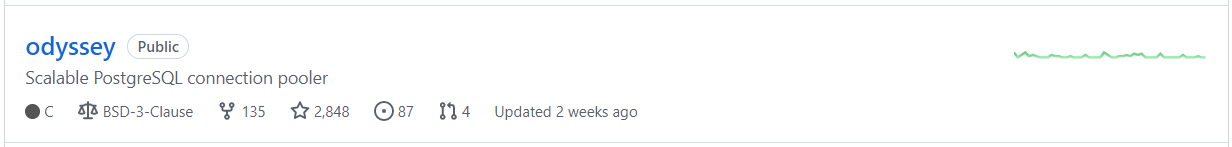 odyssey Public
Scalable PostgreSQL connection pooler
C BSD-3-Clause 135 2,848 87 4 Updated 2 weeks ago